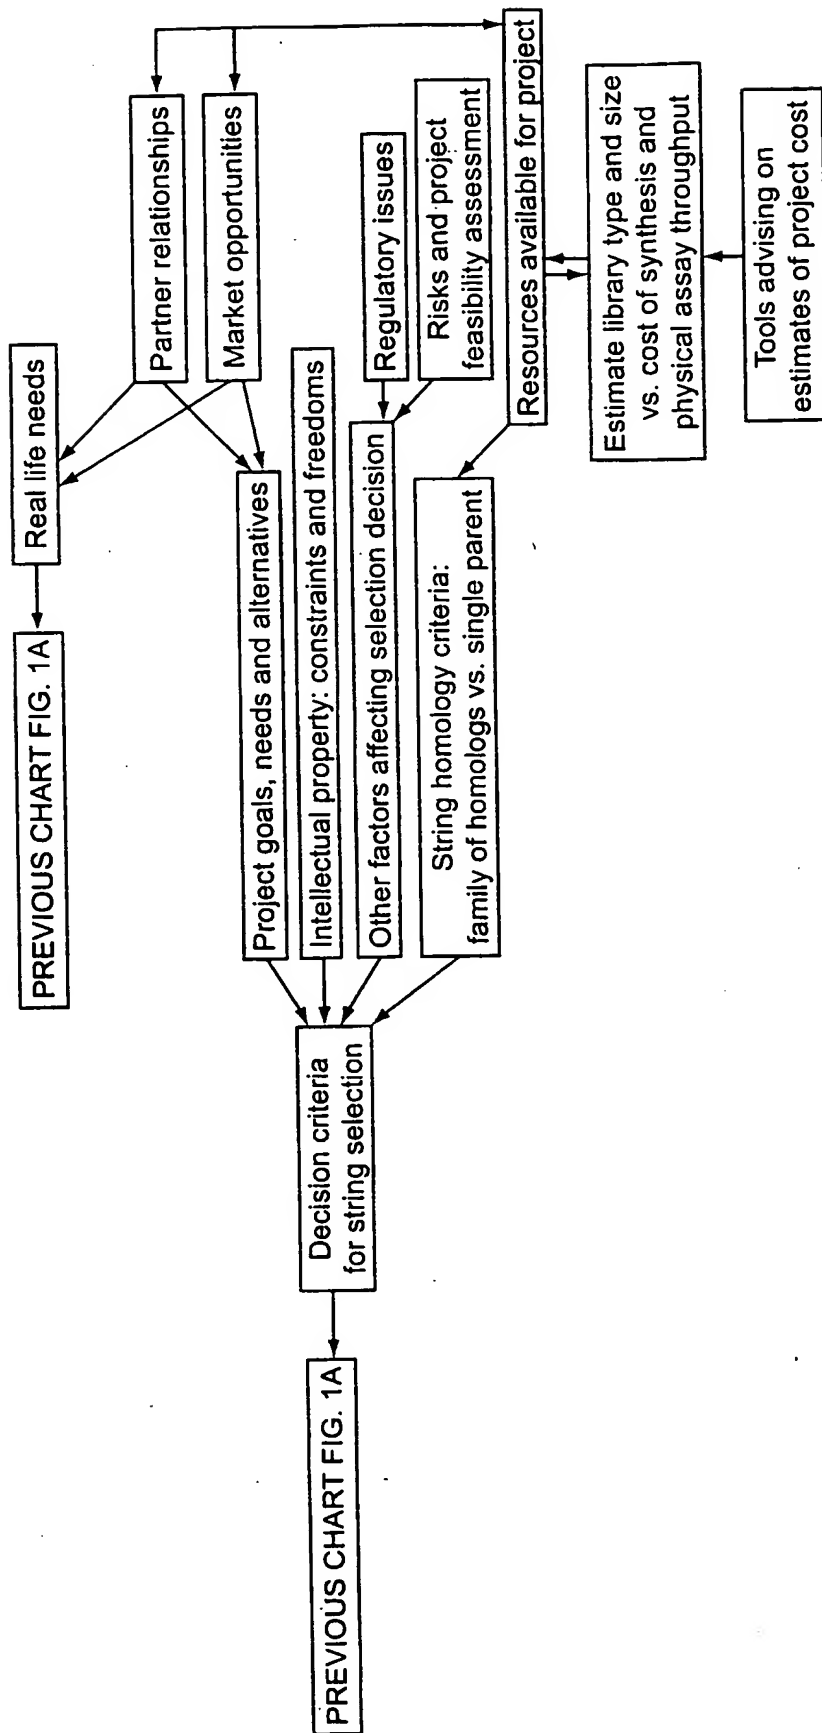 PREVIOUS CHART FIG. 1A
Real life needs
Partner relationships
Market opportunities
Project goals, needs and alternatives
Intellectual property: constraints and freedoms
Regulatory issues
Other factors affecting selection decision
Risks and project
feasibility assessment
String homology criteria:
family of homologs vs. single parent
Resources available for project
Decision criteria
for string selection
PREVIOUS CHART FIG. 1A
Estimate library type and size
vs. cost of synthesis and
physical assay throughput
Tools advising on
estimates of project cost